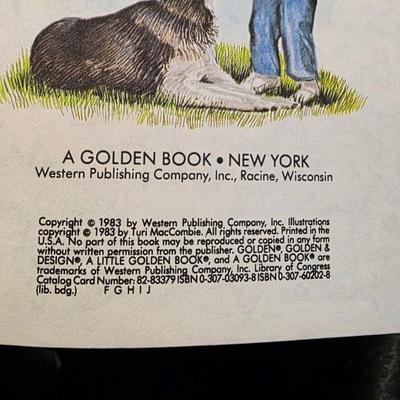 A GOLDEN BOOK • NEW YORK
Western Publishing Company, Inc., Racine, Wisconsin
Copyright © 1983 by Western Publishing Company, Inc. Illustrations
copyright © 1983 by Turi MacCombie. All rights reserved. Printed in the
U.S.A. No part of this book may be reproduced or copied in any form
without written permission from the publisher. GOLDEN®, GOLDEN &
DESIGN®, A LITTLE GOLDEN BOOK®, and A GOLDEN BOOK® are
trademarks of Western Publishing Company, Inc. Library of Congress
Catalog Card Number: 82-83379 ISBN 0-307-03093-8 ISBN 0-307-60202-8
(lib. bdg.) F G H I J